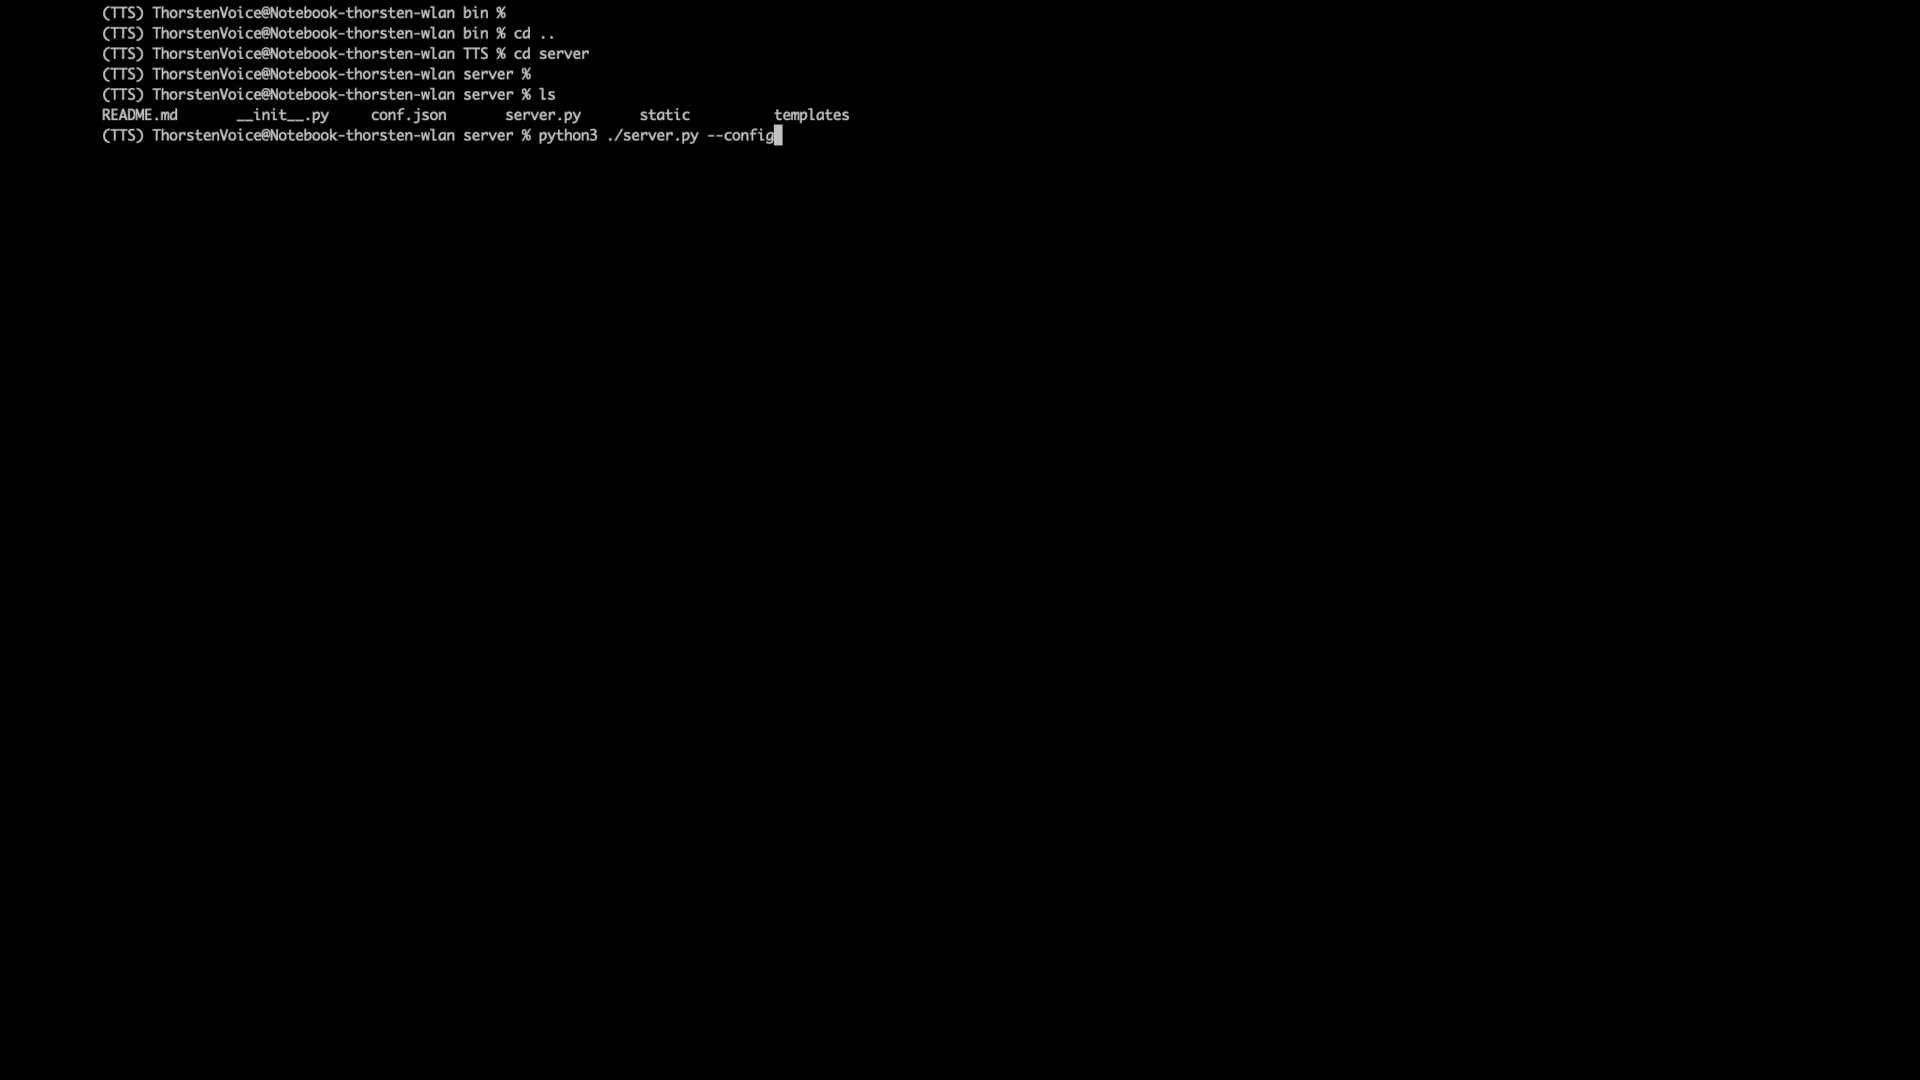 (TTS) ThorstenVoice@Notebook-thorsten-wlan bin %
(TTS) ThorstenVoice@Notebook-thorsten-wlan bin % cd ..
(TTS) ThorstenVoice@Notebook-thorsten-wlan TTS % cd server
(TTS) ThorstenVoice@Notebook-thorsten-wlan server %
(TTS) ThorstenVoice@Notebook-thorsten-wlan server % ls
README.md __init__.py conf.json server.py static templates
(TTS) ThorstenVoice@Notebook-thorsten-wlan server % python3 ./server.py --config